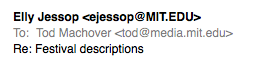 Elly Jessop <ejessop@MIT.EDU>
To: Tod Machover <tod@media.mit.edu>
Re: Festival descriptions